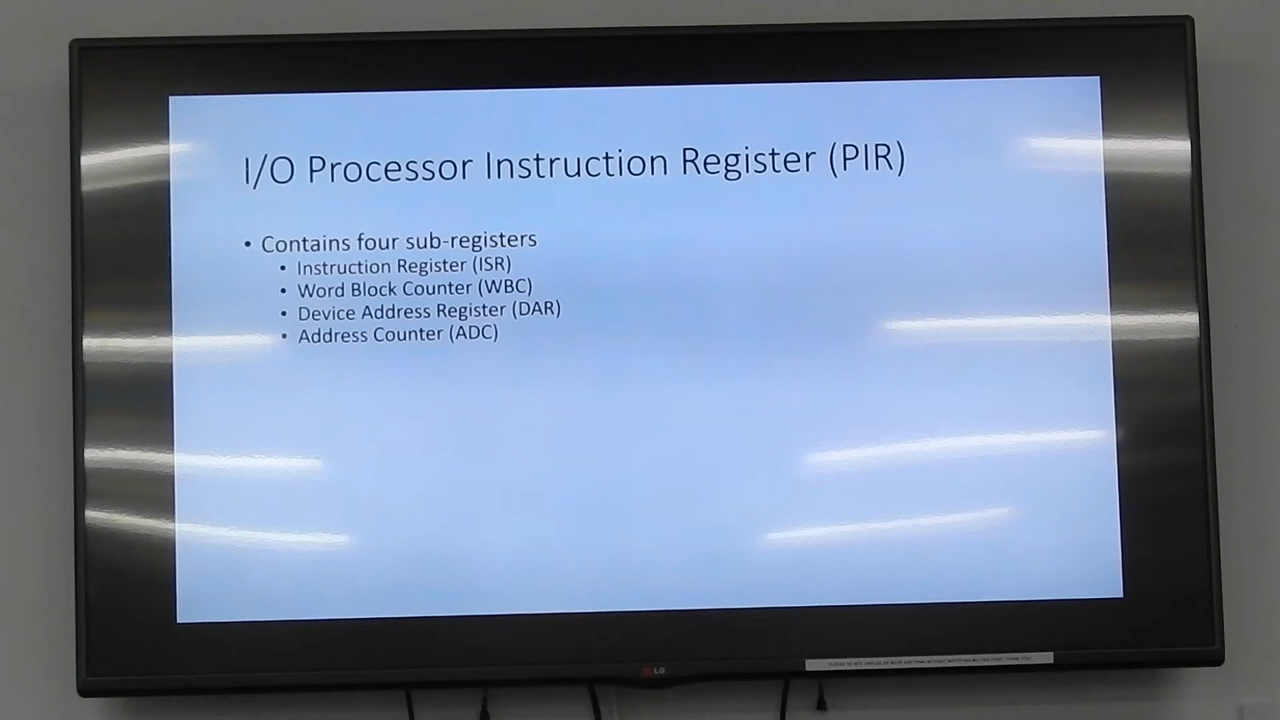 I/O Processor Instruction Register (PIR)
• Contains four sub-registers
• Instruction Register (ISR)
• Word Block Counter (WBC)
• Device Address Register (DAR)
• Address Counter (ADC)
LG